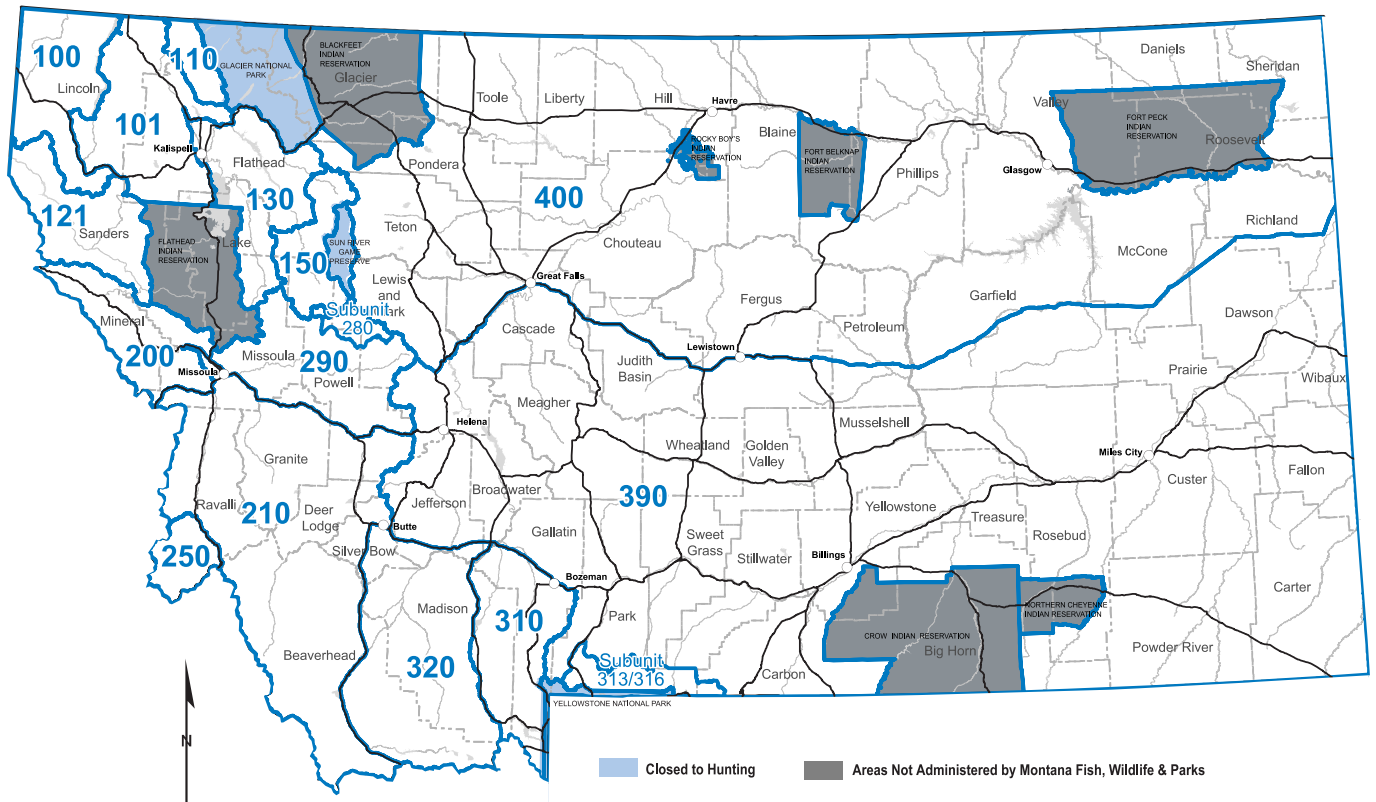 100
Lincoln
101
110
GLACIER NATIONAL
PARK
BLACKFEET
INDIAN
RESERVATION
Glacier
Toole
Liberty
Hill
Havre
Blaine
ROCKY BOY'S
INDIAN
RESERVATION
FORT BELKNAP
INDIAN
RESERVATION
Phillips
Glasgow
Valley
Daniels
Sheridan
FORT PECK
INDIAN
RESERVATION
Roosevelt
Kalispell
Flathead
130
Pondera
400
121
Sanders
FLATHEAD
INDIAN
RESERVATION
Lake
150
SUN RIVER
GAME
PRESERVE
Teton
Lewis
and
Clark
Chouteau
Great Falls
Fergus
Richland
McCone
Garfield
Dawson
Subunit
280
Mineral
200
Missoula
Missoula
290
Powell
Cascade
Judith
Basin
Lewistown
Petroleum
Prairie
Wibaux
Meagher
Helena
Wheatland
Golden
Valley
Musselshell
Miles City
Custer
Fallon
Granite
Ravalli
210
Deer
Lodge
Jefferson
Broadwater
390
Butte
Silver Bow
Gallatin
Sweet
Grass
Stillwater
Yellowstone
Treasure
Rosebud
Billings
250
Bozeman
Madison
310
Park
Carter
NORTHERN CHEYENNE
INDIAN RESERVATION
CROW INDIAN RESERVATION
Big Horn
Powder River
Beaverhead
320
Subunit
313/316
Carbon
YELLOWSTONE NATIONAL PARK
N
Closed to Hunting
Areas Not Administered by Montana Fish, Wildlife & Parks